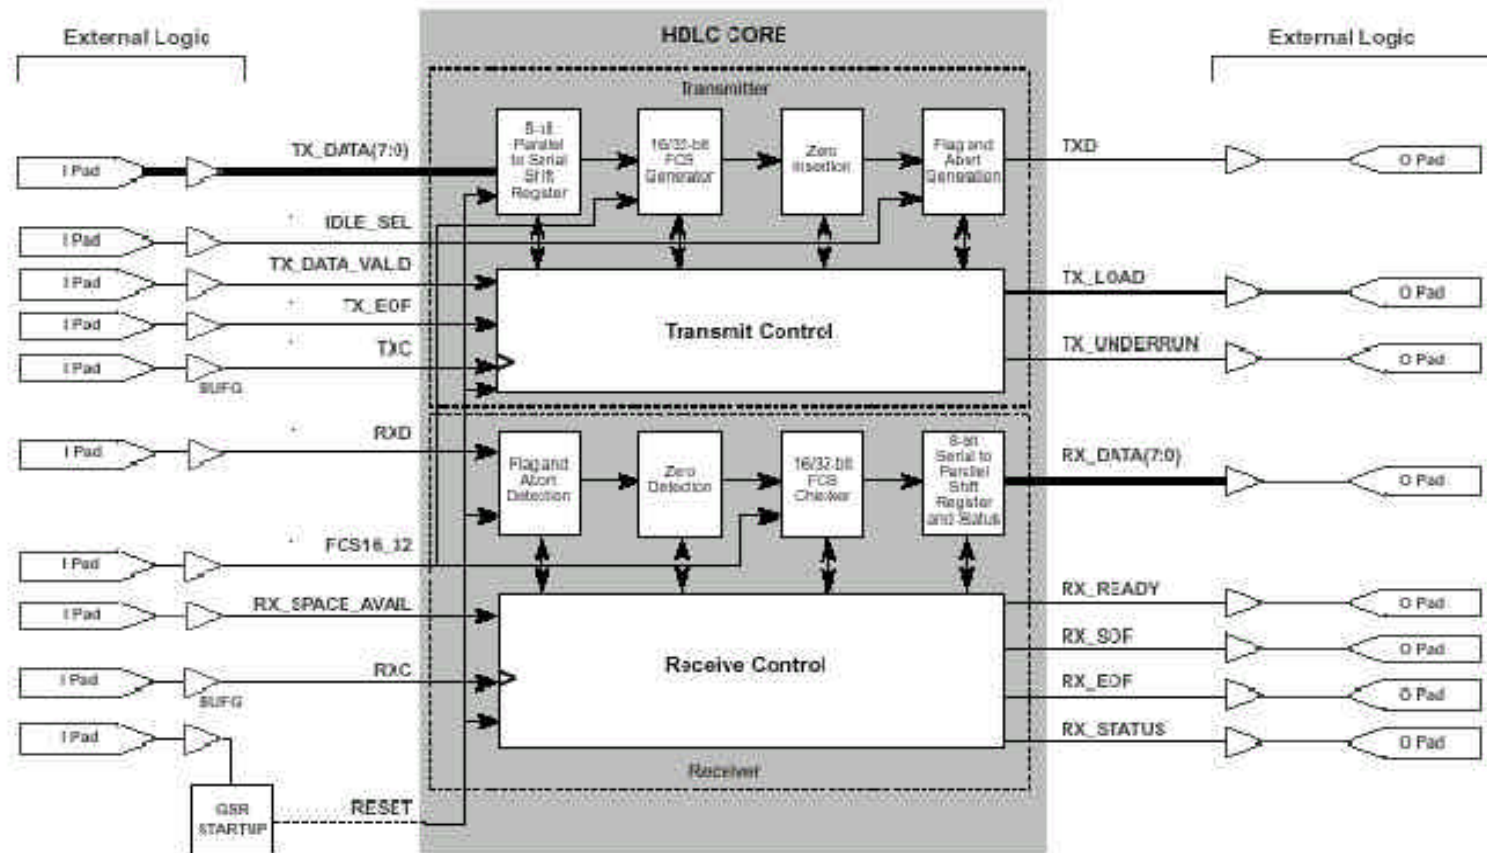 External Logic
HDLC CORE
External Logic
Transmitter
TX_DATA(7:0)
8-bit
Parallel
to Serial
Shift
Register
16/32-bit
FCS
Generator
Zero
Insertion
Flag and
Abort
Generation
TXD
I Pad
O Pad
IDLE_SEL
I Pad
TX_DATA_VALID
I Pad
TX_LOAD
O Pad
TX_EOF
I Pad
Transmit Control
TXC
I Pad
BUFG
TX_UNDERRUN
O Pad
RXD
I Pad
Flag and
Abort
Detection
Zero
Detection
16/32-bit
FCS
Checker
8-bit
Serial to
Parallel
Shift
Register
and Status
RX_DATA(7:0)
O Pad
FCS16_32
I Pad
RX_SPACE_AVAIL
I Pad
RX_READY
O Pad
RX_SOF
O Pad
Receive Control
RXC
I Pad
BUFG
RX_EOF
O Pad
I Pad
RX_STATUS
O Pad
Receiver
GSR
STARTUP
RESET